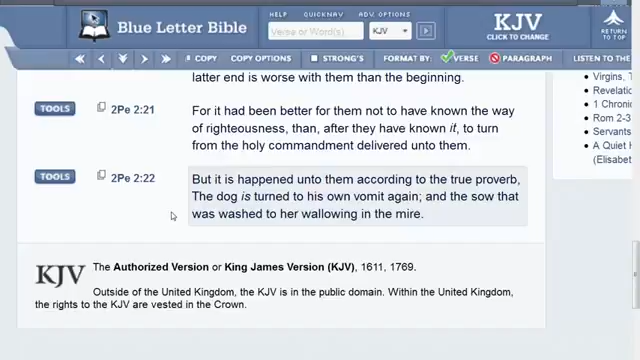 HELP QUICKNAV ADV. OPTIONS
Blue Letter Bible
Verse or Word(s)
KJV
KJV
CLICK TO CHANGE
RETURN
TO TOP
COPY COPY OPTIONS STRONG'S FORMAT BY: VERSE PARAGRAPH LISTEN TO THE
latter end is worse with them than the beginning.
TOOLS 2Pe 2:21 For it had been better for them not to have known the way
of righteousness, than, after they have known it, to turn
from the holy commandment delivered unto them.
TOOLS 2Pe 2:22 But it is happened unto them according to the true proverb,
The dog is turned to his own vomit again; and the sow that
was washed to her wallowing in the mire.
KJV The Authorized Version or King James Version (KJV), 1611, 1769.
Outside of the United Kingdom, the KJV is in the public domain. Within the United Kingdom,
the rights to the KJV are vested in the Crown.
Virgins, T
Revelatio
1 Chronic
Rom 2-3
Servants
A Quiet H
(Elisabet